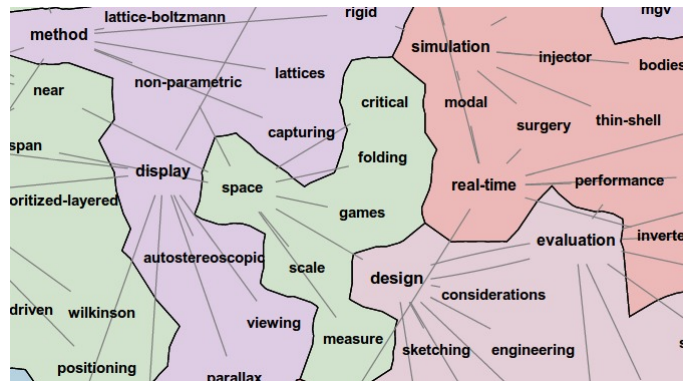 lattice-boltzmann
rigid
mgv
method
simulation
injector
bodies
near
non-parametric
lattices
critical
modal
thin-shell
capturing
surgery
span
folding
display
space
real-time
performance
oritized-layered
games
evaluation
inverte
autostereoscopic
scale
design
considerations
driven
wilkinson
viewing
measure
sketching
engineering
positioning
parallax